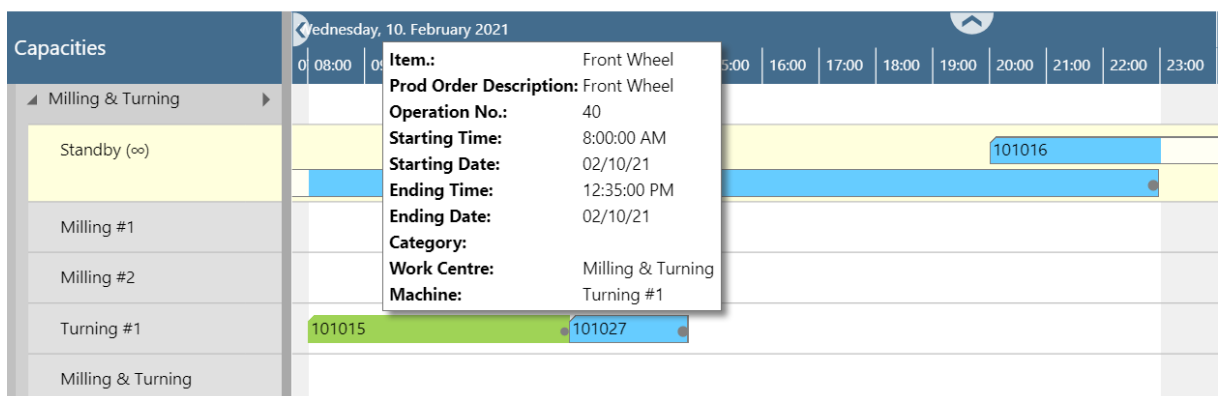 Capacities
Wednesday, 10. February 2021
08:00 16:00 17:00 18:00 19:00 20:00 21:00 22:00 23:00
Item.: Front Wheel
Prod Order Description: Front Wheel
Operation No.: 40
Starting Time: 8:00:00 AM
Starting Date: 02/10/21
Ending Time: 12:35:00 PM
Ending Date: 02/10/21
Category:
Work Centre: Milling & Turning
Machine: Turning #1
Milling & Turning
Standby (∞)
101016
Milling #1
Milling #2
Turning #1
101015 101027
Milling & Turning